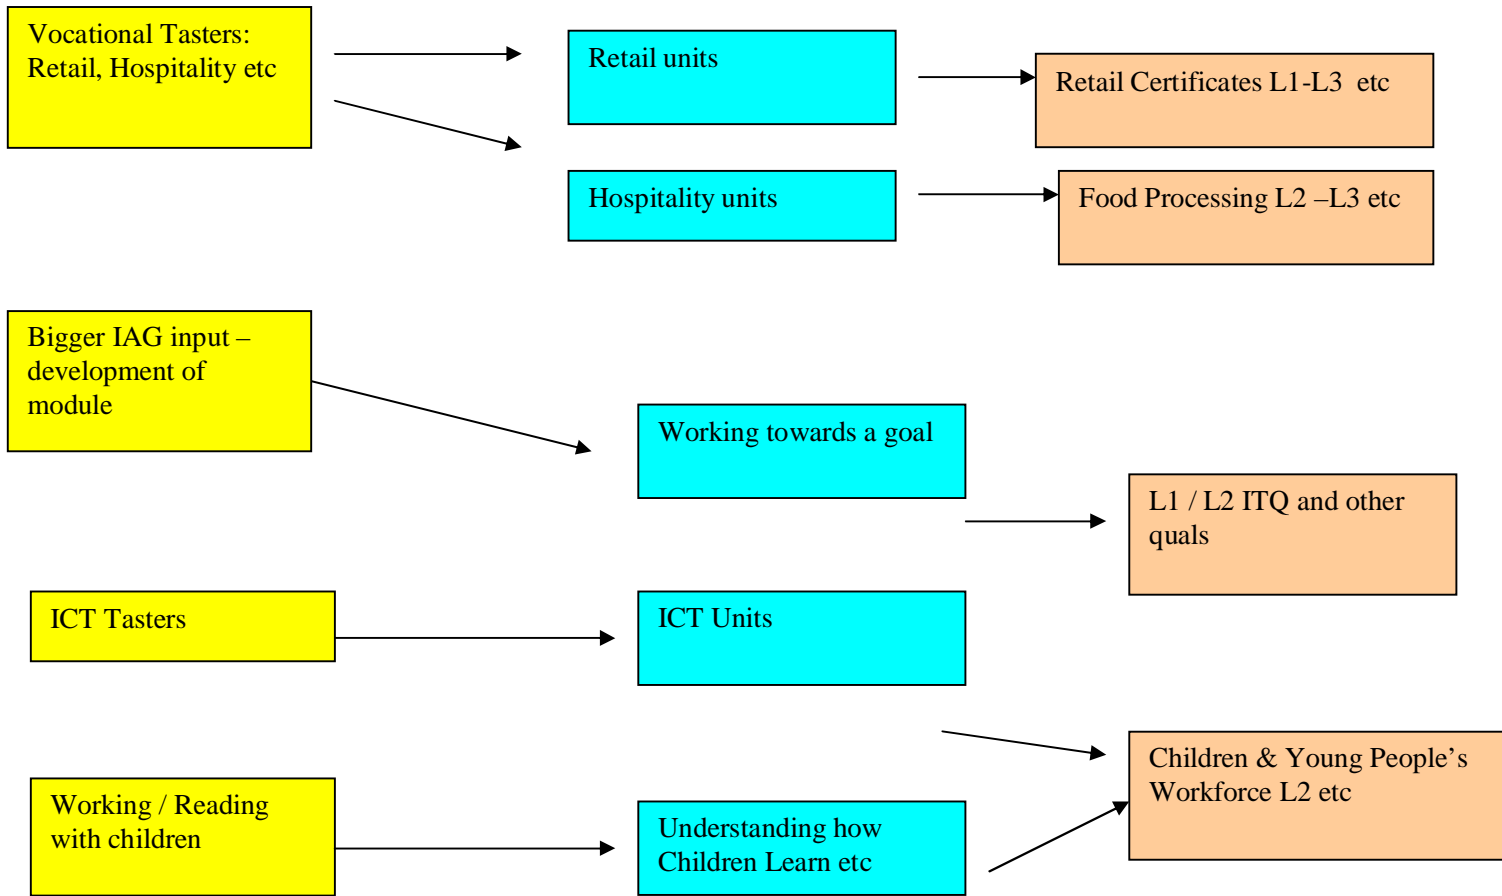 Vocational Tasters:
Retail, Hospitality etc
Retail units
Retail Certificates L1-L3  etc
Hospitality units
Food Processing L2 –L3 etc
Bigger IAG input –
development of
module
Working towards a goal
L1 / L2 ITQ and other
quals
ICT Tasters
ICT Units
Children & Young People’s
Workforce L2 etc
Working / Reading
with children
Understanding how
Children Learn etc